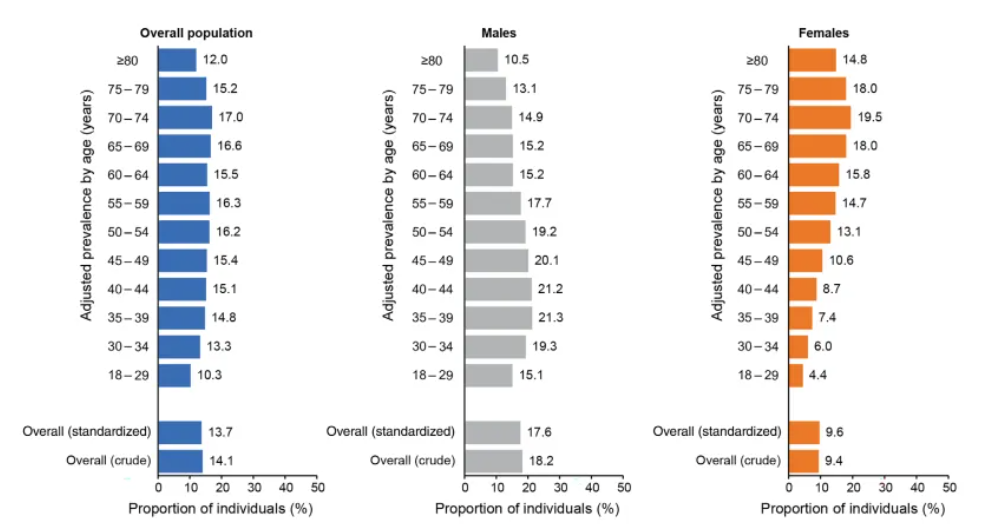 Overall population
Adjusted prevalence by age (years)
≥80 12.0
75–79 15.2
70–74 17.0
65–69 16.6
60–64 15.5
55–59 16.3
50–54 16.2
45–49 15.4
40–44 15.1
35–39 14.8
30–34 13.3
18–29 10.3
Overall (standardized) 13.7
Overall (crude) 14.1
0 10 20 30 40 50
Proportion of individuals (%)
Males
Adjusted prevalence by age (years)
≥80 10.5
75–79 13.1
70–74 14.9
65–69 15.2
60–64 15.2
55–59 17.7
50–54 19.2
45–49 20.1
40–44 21.2
35–39 21.3
30–34 19.3
18–29 15.1
Overall (standardized) 17.6
Overall (crude) 18.2
0 10 20 30 40 50
Proportion of individuals (%)
Females
Adjusted prevalence by age (years)
≥80 14.8
75–79 18.0
70–74 19.5
65–69 18.0
60–64 15.8
55–59 14.7
50–54 13.1
45–49 10.6
40–44 8.7
35–39 7.4
30–34 6.0
18–29 4.4
Overall (standardized) 9.6
Overall (crude) 9.4
0 10 20 30 40 50
Proportion of individuals (%)